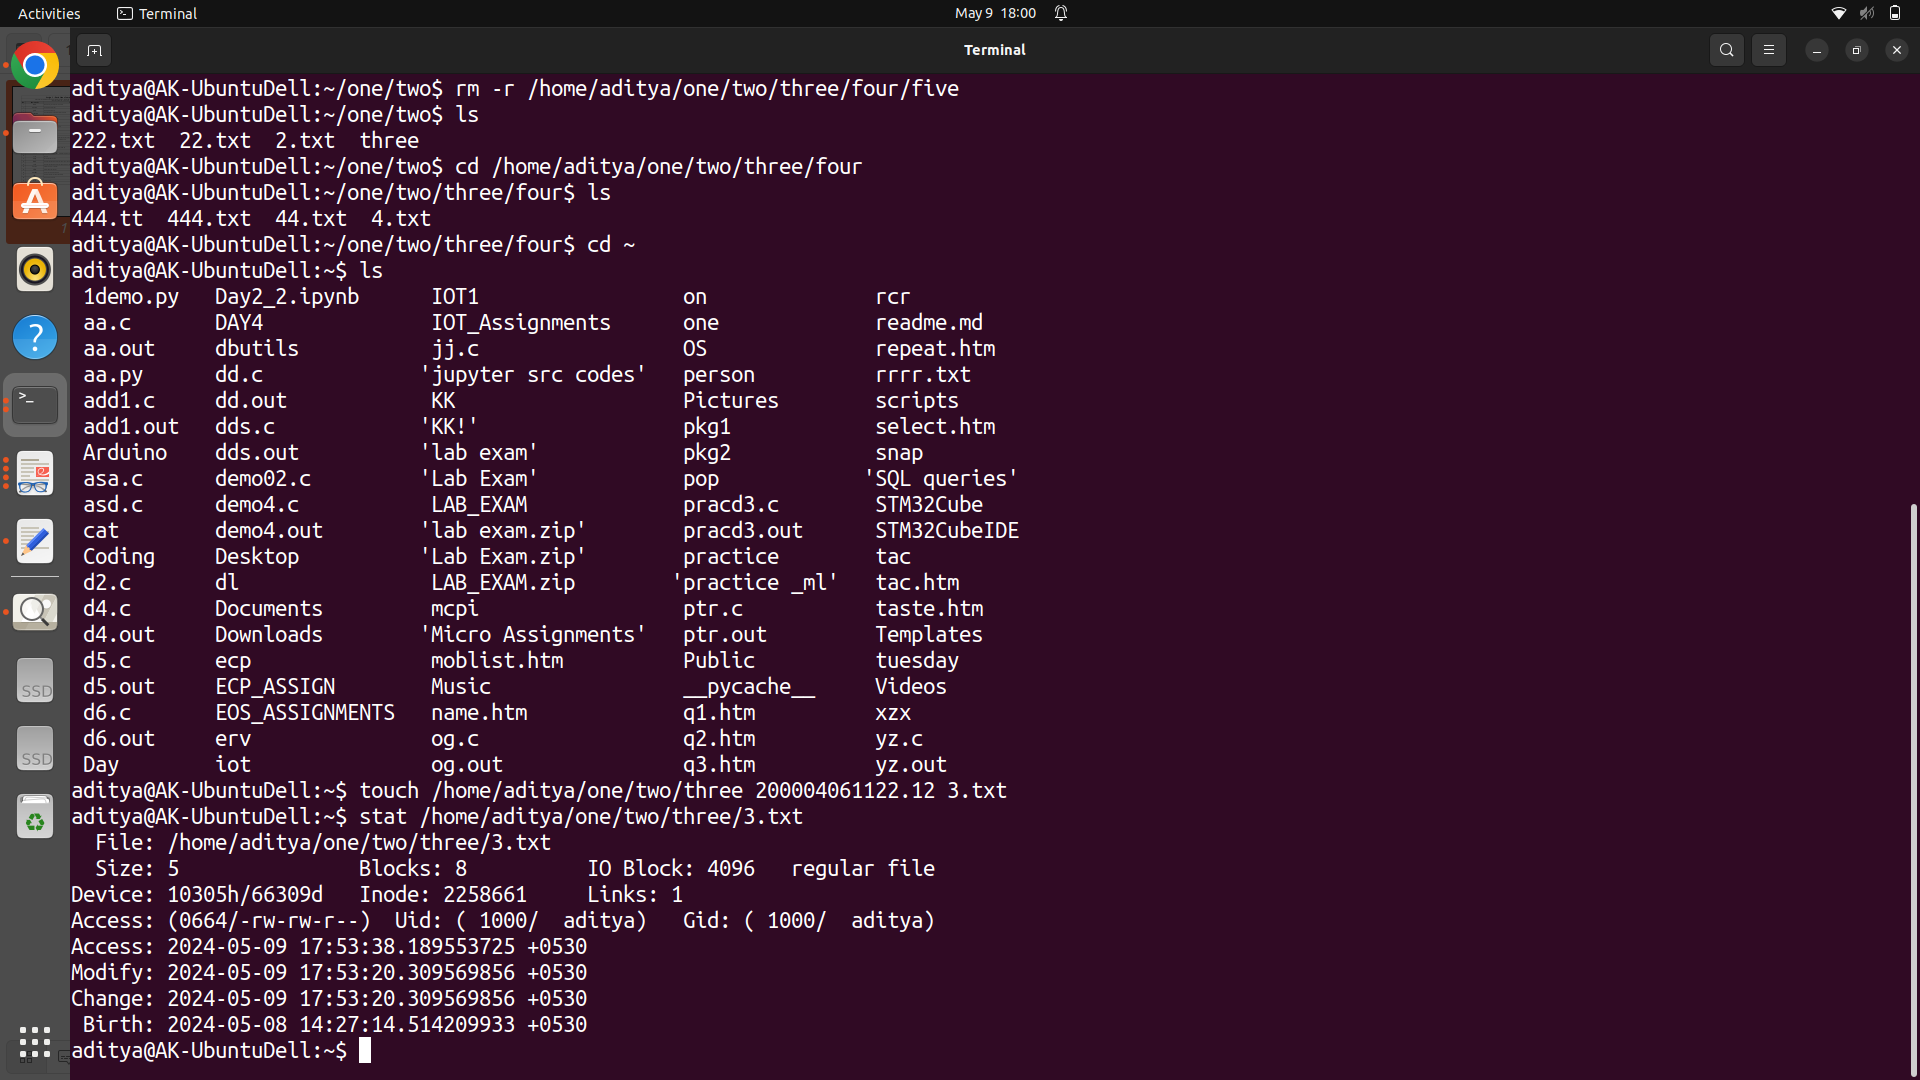 Activities Terminal May 9 18:00
Terminal
aditya@AK-UbuntuDell:~/one/two$ rm -r /home/aditya/one/two/three/four/five
aditya@AK-UbuntuDell:~/one/two$ ls
222.txt 22.txt 2.txt three
aditya@AK-UbuntuDell:~/one/two$ cd /home/aditya/one/two/three/four
aditya@AK-UbuntuDell:~/one/two/three/four$ ls
444.tt 444.txt 44.txt 4.txt
aditya@AK-UbuntuDell:~/one/two/three/four$ cd ~
aditya@AK-UbuntuDell:~$ ls
1demo.py Day2_2.ipynb IOT1 on rcr
aa.c DAY4 IOT_Assignments one readme.md
aa.out dbutils jj.c OS repeat.htm
aa.py dd.c 'jupyter src codes' person rrrr.txt
add1.c dd.out KK Pictures scripts
add1.out dds.c 'KK!' pkg1 select.htm
Arduino dds.out 'lab exam' pkg2 snap
asa.c demo02.c 'Lab Exam' pop 'SQL queries'
asd.c demo4.c LAB_EXAM pracd3.c STM32Cube
cat demo4.out 'lab exam.zip' pracd3.out STM32CubeIDE
Coding Desktop 'Lab Exam.zip' practice tac
d2.c dl LAB_EXAM.zip 'practice _ml' tac.htm
d4.c Documents mcpi ptr.c taste.htm
d4.out Downloads 'Micro Assignments' ptr.out Templates
d5.c ecp moblist.htm Public tuesday
d5.out ECP_ASSIGN Music __pycache__ Videos
d6.c EOS_ASSIGNMENTS name.htm q1.htm xzx
d6.out erv og.c q2.htm yz.c
Day iot og.out q3.htm yz.out
aditya@AK-UbuntuDell:~$ touch /home/aditya/one/two/three 200004061122.12 3.txt
aditya@AK-UbuntuDell:~$ stat /home/aditya/one/two/three/3.txt
File: /home/aditya/one/two/three/3.txt
Size: 5 Blocks: 8 IO Block: 4096 regular file
Device: 10305h/66309d Inode: 2258661 Links: 1
Access: (0664/-rw-rw-r--) Uid: ( 1000/ aditya) Gid: ( 1000/ aditya)
Access: 2024-05-09 17:53:38.189553725 +0530
Modify: 2024-05-09 17:53:20.309569856 +0530
Change: 2024-05-09 17:53:20.309569856 +0530
Birth: 2024-05-08 14:27:14.514209933 +0530
aditya@AK-UbuntuDell:~$
SSD
SSD